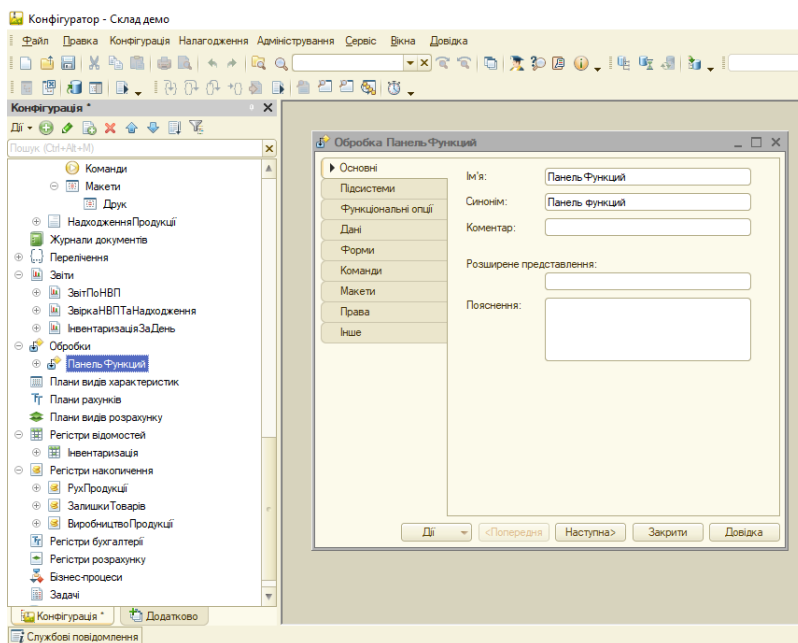 Конфігуратор - Склад демо
Файл Правка Конфігурація Налагодження Адміністрування Сервіс Вікна Довідка
Конфігурація *
Дії
Пошук (Ctrl+Alt+M)
Команди
Макети
Друк
НадходженняПродукції
Журнали документів
Перелічення
Звіти
ЗвітПоНВП
ЗвіркаНВПТаНадходження
ІнвентаризаціяЗаДень
Обробки
ПанельФункций
Плани видів характеристик
Плани рахунків
Плани видів розрахунку
Регістри відомостей
Інвентаризація
Регістри накопичення
РухПродукції
ЗалишкиТоварів
ВиробництвоПродукції
Регістри бухгалтерії
Регістри розрахунку
Бізнес-процеси
Задачі
Конфігурація *
Додатково
Службові повідомлення
Обробка ПанельФункций
Основні
Підсистеми
Функціональні опції
Дані
Форми
Команди
Макети
Права
Інше
Ім'я: ПанельФункций
Синонім: Панель функций
Коментар:
Розширене представлення:
Пояснення:
Дії <Попередня Наступна> Закрити Довідка